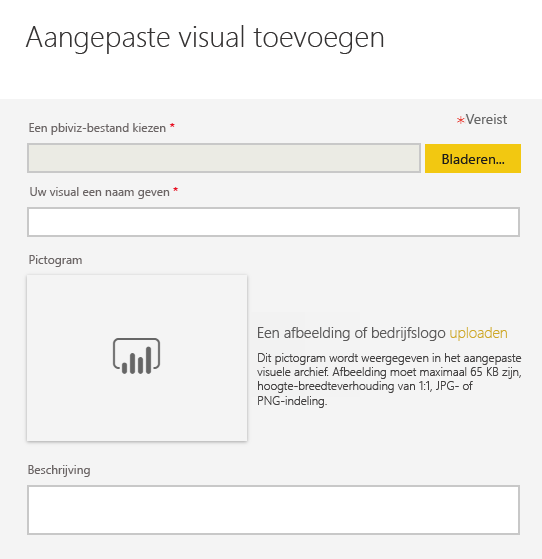 Aangepaste visual toevoegen
*Vereist
Een pbiviz-bestand kiezen *
Bladeren...
Uw visual een naam geven *
Pictogram
Een afbeelding of bedrijfslogo uploaden
Dit pictogram wordt weergegeven in het aangepaste
visuele archief. Afbeelding moet maximaal 65 KB zijn,
hoogte-breedteverhouding van 1:1, JPG- of
PNG-indeling.
Beschrijving